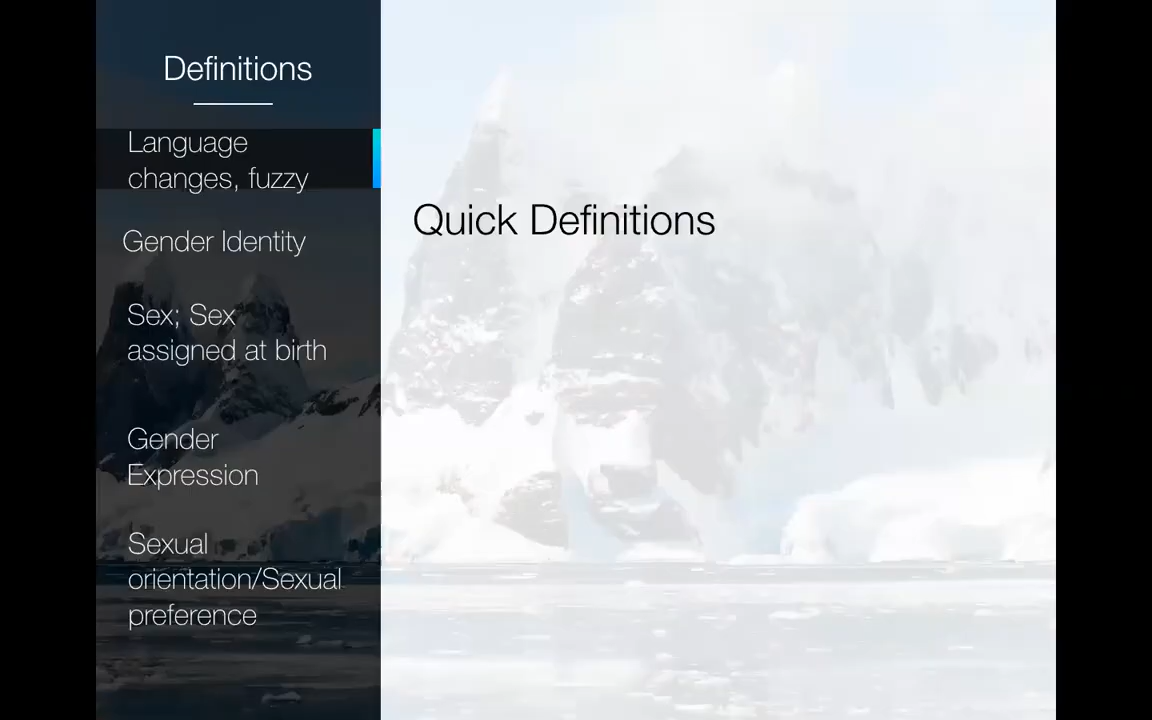 Definitions
Language
changes, fuzzy
Gender Identity
Sex; Sex
assigned at birth
Gender
Expression
Sexual
orientation/Sexual
preference
Quick Definitions